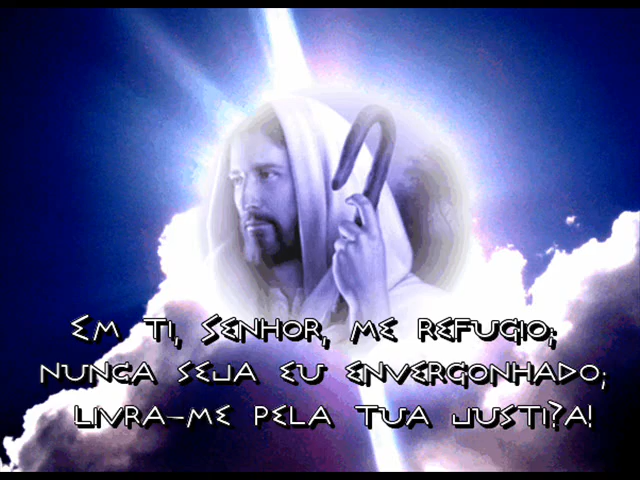 Em ti, Senhor, me refugio;
nunca seja eu envergonhado;
livra-me pela tua justi?a!